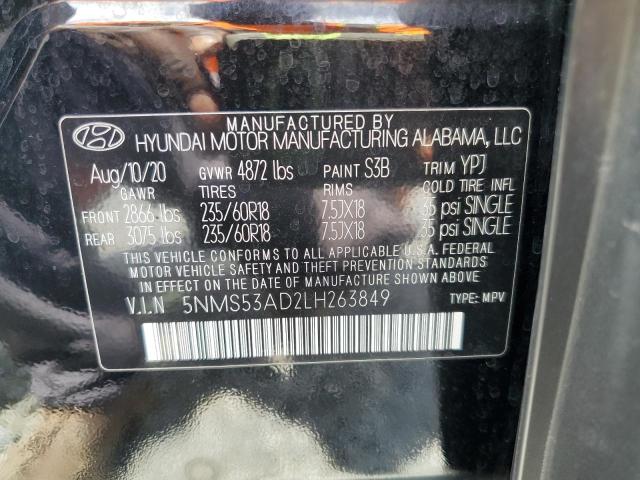 MANUFACTURED BY
HYUNDAI MOTOR MANUFACTURING ALABAMA, LLC
Aug/10/20 GVWR 4872 lbs PAINT S3B TRIM YPJ
GAWR TIRES RIMS COLD TIRE INFL
FRONT 2866 lbs 235/60R18 7.5JX18 35 psi SINGLE
REAR 3075 lbs 235/60R18 7.5JX18 35 psi SINGLE
THIS VEHICLE CONFORMS TO ALL APPLICABLE U.S.A. FEDERAL
MOTOR VEHICLE SAFETY AND THEFT PREVENTION STANDARDS
IN EFFECT ON THE DATE OF MANUFACTURE SHOWN ABOVE.
V.I.N 5NMS53AD2LH263849 TYPE: MPV